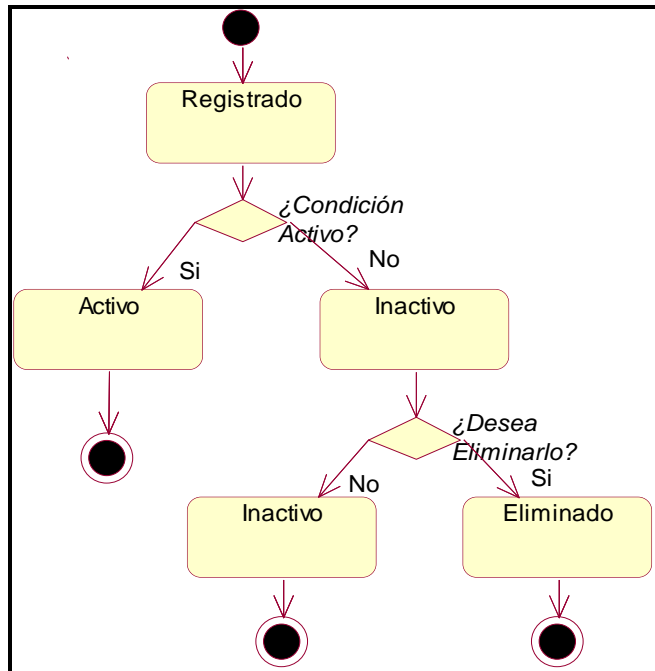 Registrado
¿Condición
Activo?
Si
No
Activo
Inactivo
¿Desea
Eliminarlo?
No
Si
Inactivo
Eliminado